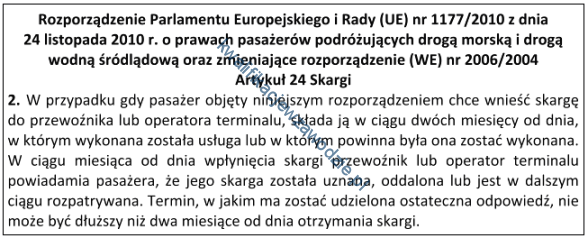 Rozporządzenie Parlamentu Europejskiego i Rady (UE) nr 1177/2010 z dnia
24 listopada 2010 r. o prawach pasażerów podróżujących drogą morską i drogą
wodną śródlądową oraz zmieniające rozporządzenie (WE) nr 2006/2004
Artykuł 24 Skargi
2. W przypadku gdy pasażer objęty niniejszym rozporządzeniem chce wnieść skargę
do przewoźnika lub operatora terminalu, składa ją w ciągu dwóch miesięcy od dnia,
w którym wykonana została usługa lub w którym powinna była ona zostać wykonana.
W ciągu miesiąca od dnia wpłynięcia skargi przewoźnik lub operator terminalu
powiadamia pasażera, że jego skarga została uznana, oddalona lub jest w dalszym
ciągu rozpatrywana. Termin, w jakim ma zostać udzielona ostateczna odpowiedź, nie
może być dłuższy niż dwa miesiące od dnia otrzymania skargi.
kwalifikacjewzawodzie.pl